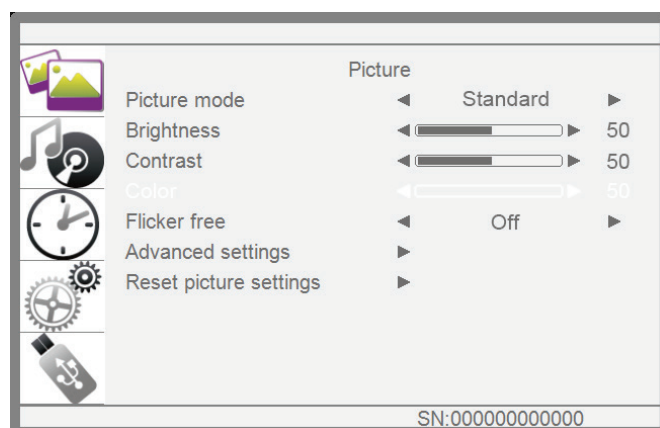 Picture
Picture mode ◀ Standard ▶
Brightness ◀ ▶ 50
Contrast ◀ ▶ 50
Color ◀ ▶ 50
Flicker free ◀ Off ▶
Advanced settings ▶
Reset picture settings ▶
SN:000000000000